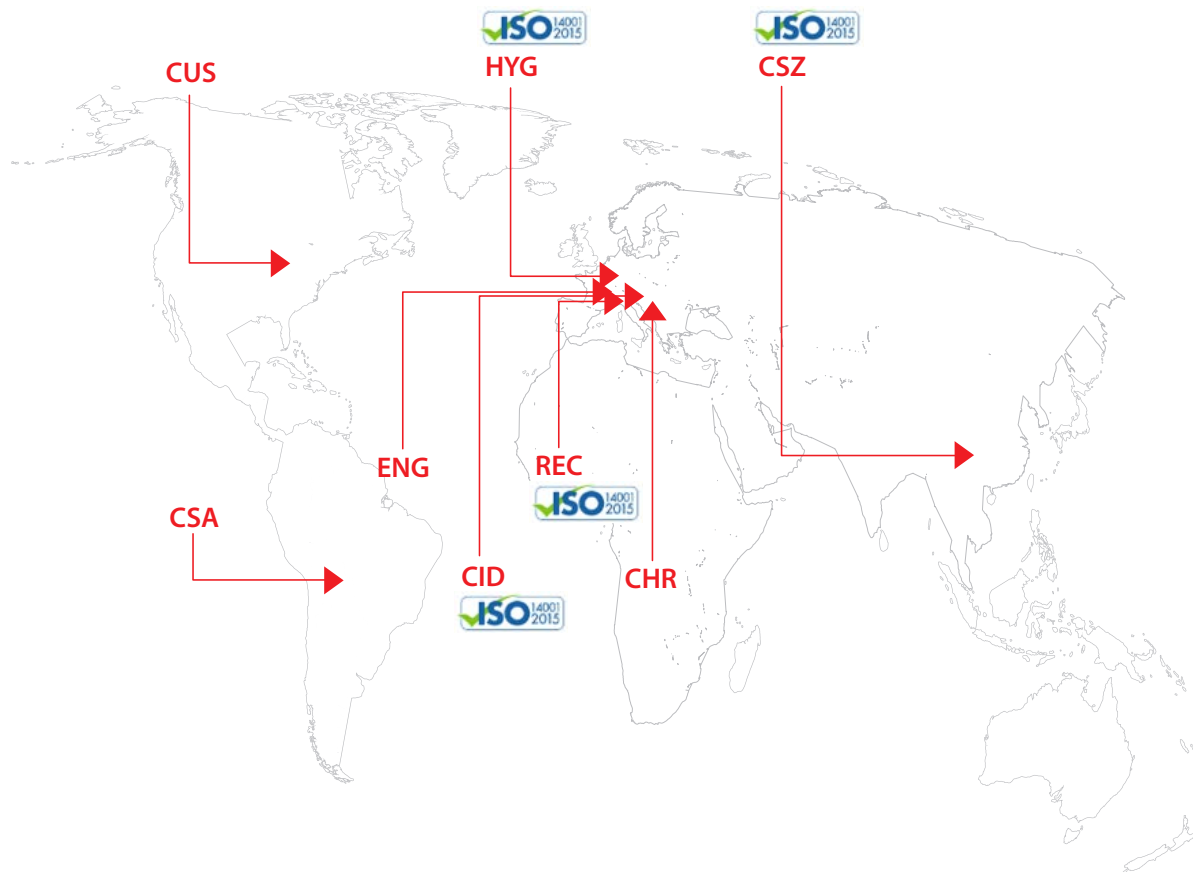 ISO 14001
2015
ISO 14001
2015
CUS
HYG
CSZ
ENG
REC
ISO 14001
2015
CSA
CID
CHR
ISO 14001
2015